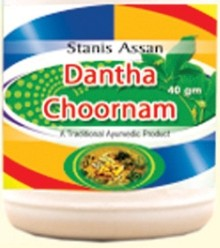 Stanis Assan
Dantha
40 gm
Choornam
A Traditional Ayurvedic Product